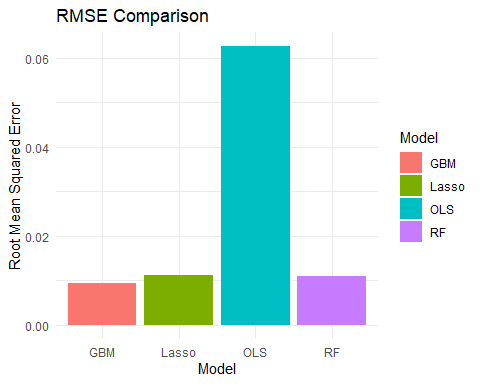 RMSE Comparison
Root Mean Squared Error
0.06
0.04
0.02
0.00
GBM Lasso OLS RF
Model
Model
GBM
Lasso
OLS
RF